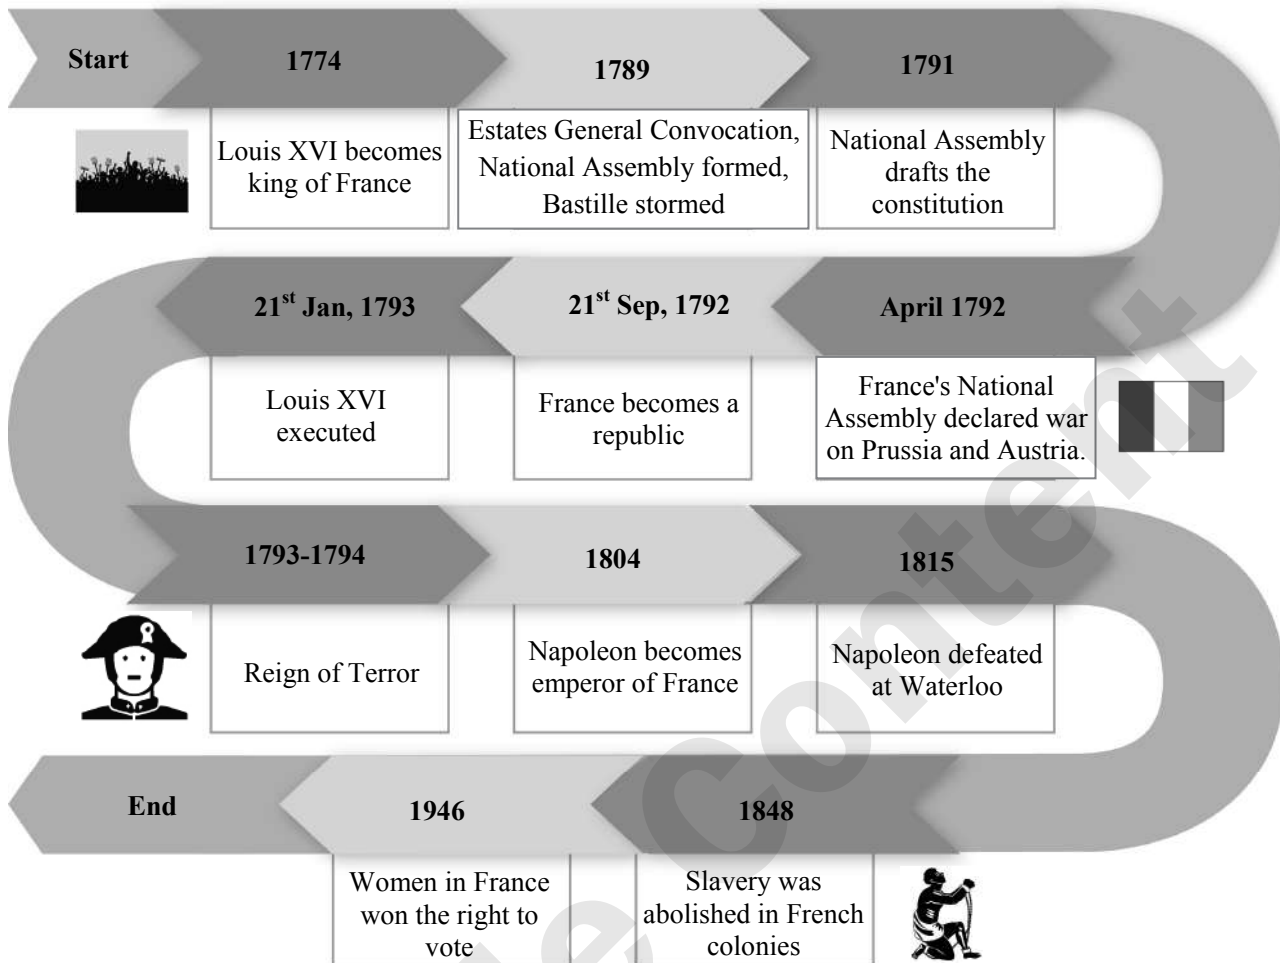 Start
1774
1789
1791
Louis XVI becomes
king of France
Estates General Convocation,
National Assembly formed,
Bastille stormed
National Assembly
drafts the
constitution
April 1792
21st Sep, 1792
21st Jan, 1793
France's National
Assembly declared war
on Prussia and Austria.
France becomes a
republic
Louis XVI
executed
1793-1794
1804
1815
Reign of Terror
Napoleon becomes
emperor of France
Napoleon defeated
at Waterloo
1848
1946
End
Slavery was
abolished in French
colonies
Women in France
won the right to
vote
le Content